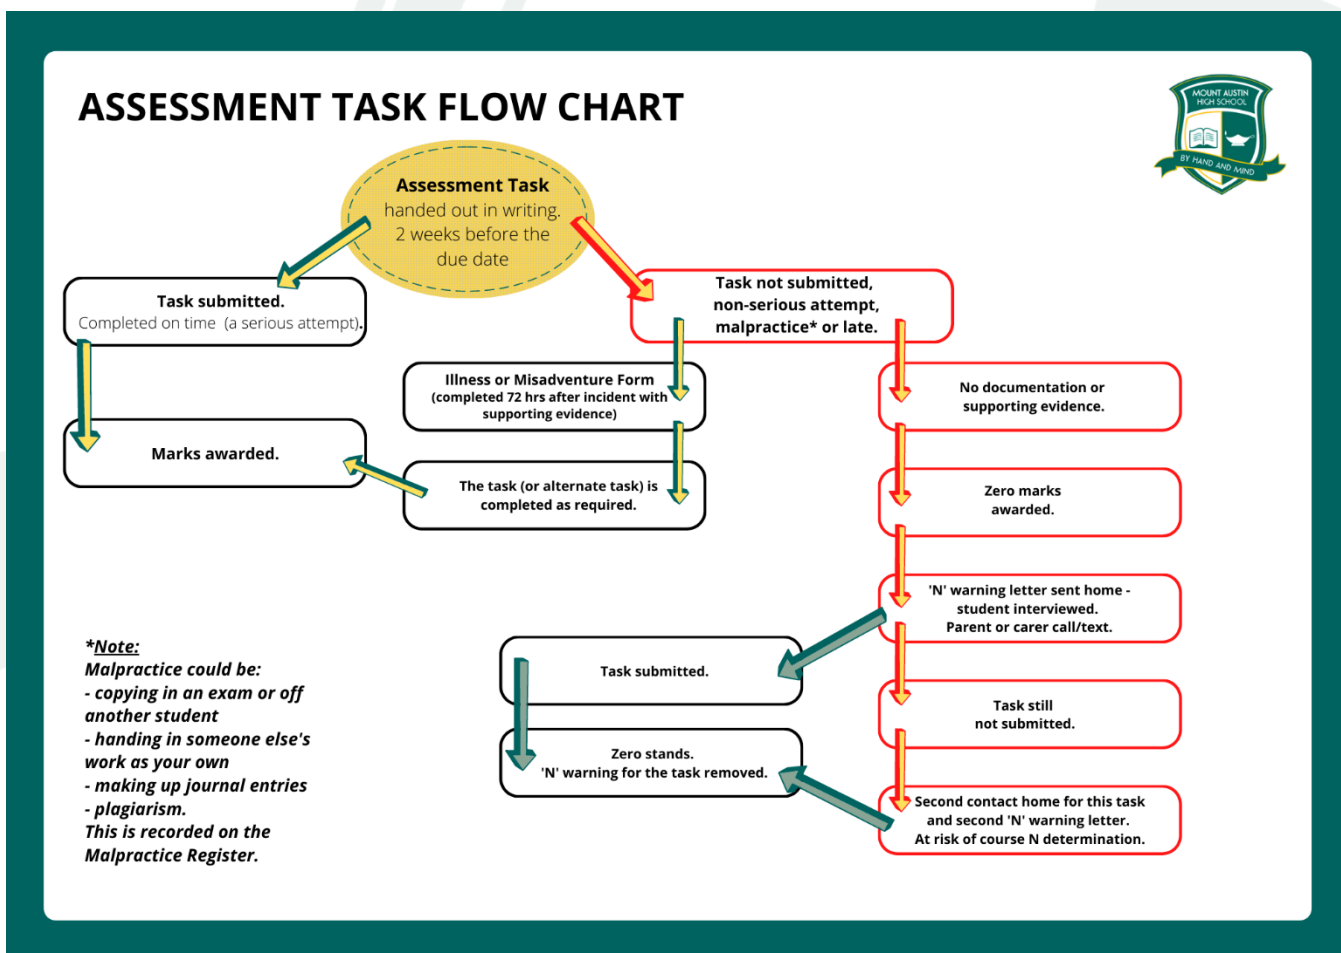 ASSESSMENT TASK FLOW CHART
MOUNT AUSTIN
HIGH SCHOOL
BY HAND AND MIND
Assessment Task
handed out in writing.
2 weeks before the
due date
Task submitted.
Completed on time (a serious attempt).
Task not submitted,
non-serious attempt,
malpractice* or late.
Illness or Misadventure Form
(completed 72 hrs after incident with
supporting evidence)
No documentation or
supporting evidence.
Marks awarded.
The task (or alternate task) is
completed as required.
Zero marks
awarded.
'N' warning letter sent home -
student interviewed.
Parent or carer call/text.
Task submitted.
Task still
not submitted.
Zero stands.
'N' warning for the task removed.
Second contact home for this task
and second 'N' warning letter.
At risk of course N determination.
*Note:
Malpractice could be:
- copying in an exam or off
another student
- handing in someone else's
work as your own
- making up journal entries
- plagiarism.
This is recorded on the
Malpractice Register.